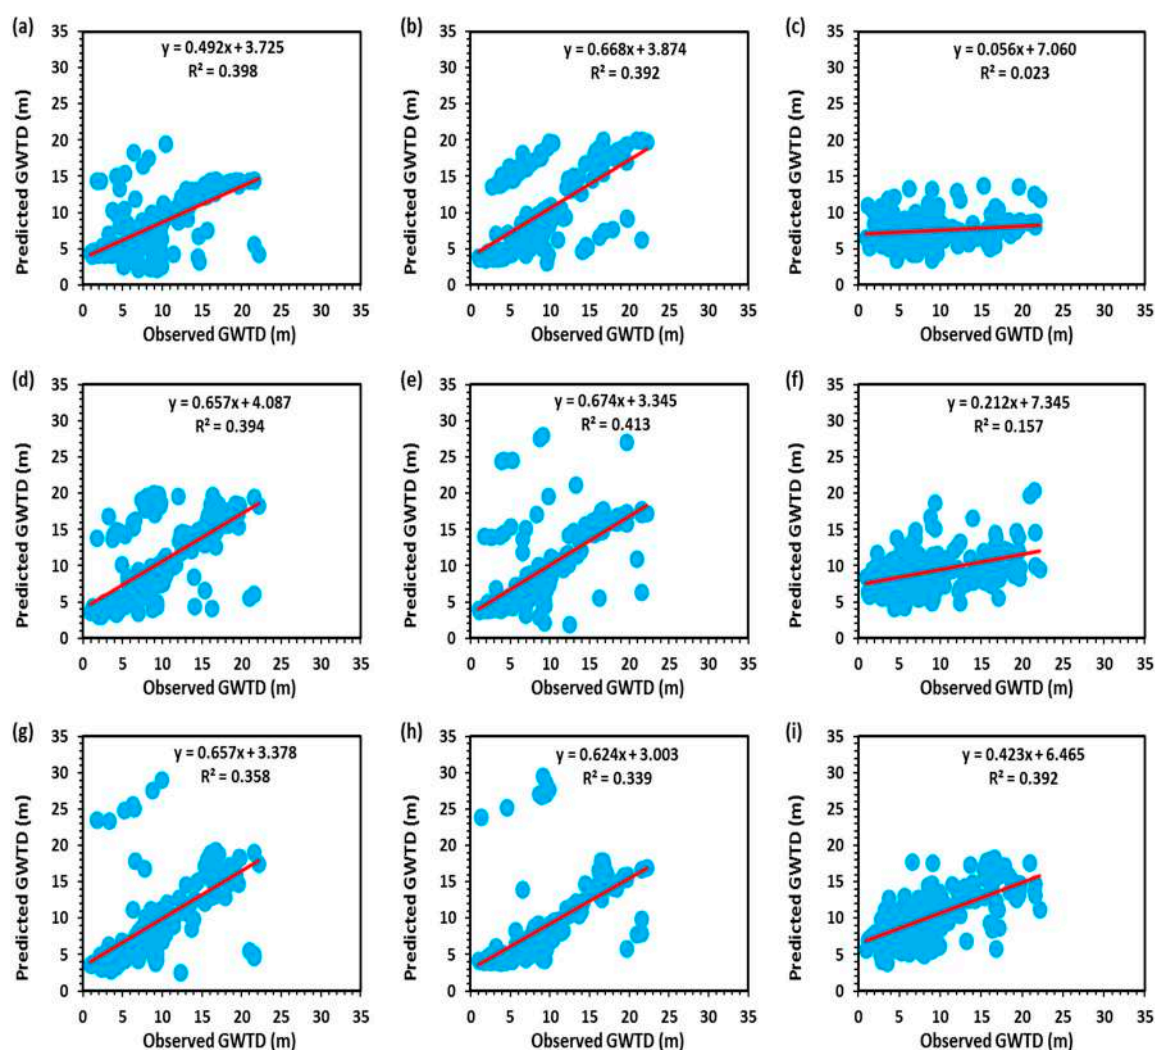 (a)
y = 0.492x + 3.725
R² = 0.398
Predicted GWTD (m)
35
30
25
20
15
10
5
0
0 5 10 15 20 25 30 35
Observed GWTD (m)
(b)
y = 0.668x + 3.874
R² = 0.392
Predicted GWTD (m)
35
30
25
20
15
10
5
0
0 5 10 15 20 25 30 35
Observed GWTD (m)
(c)
y = 0.056x + 7.060
R² = 0.023
Predicted GWTD (m)
35
30
25
20
15
10
5
0
0 5 10 15 20 25 30 35
Observed GWTD (m)
(d)
y = 0.657x + 4.087
R² = 0.394
Predicted GWTD (m)
35
30
25
20
15
10
5
0
0 5 10 15 20 25 30 35
Observed GWTD (m)
(e)
y = 0.674x + 3.345
R² = 0.413
Predicted GWTD (m)
35
30
25
20
15
10
5
0
0 5 10 15 20 25 30 35
Observed GWTD (m)
(f)
y = 0.212x + 7.345
R² = 0.157
Predicted GWTD (m)
35
30
25
20
15
10
5
0
0 5 10 15 20 25 30 35
Observed GWTD (m)
(g)
y = 0.657x + 3.378
R² = 0.358
Predicted GWTD (m)
35
30
25
20
15
10
5
0
0 5 10 15 20 25 30 35
Observed GWTD (m)
(h)
y = 0.624x + 3.003
R² = 0.339
Predicted GWTD (m)
35
30
25
20
15
10
5
0
0 5 10 15 20 25 30 35
Observed GWTD (m)
(i)
y = 0.423x + 6.465
R² = 0.392
Predicted GWTD (m)
35
30
25
20
15
10
5
0
0 5 10 15 20 25 30 35
Observed GWTD (m)